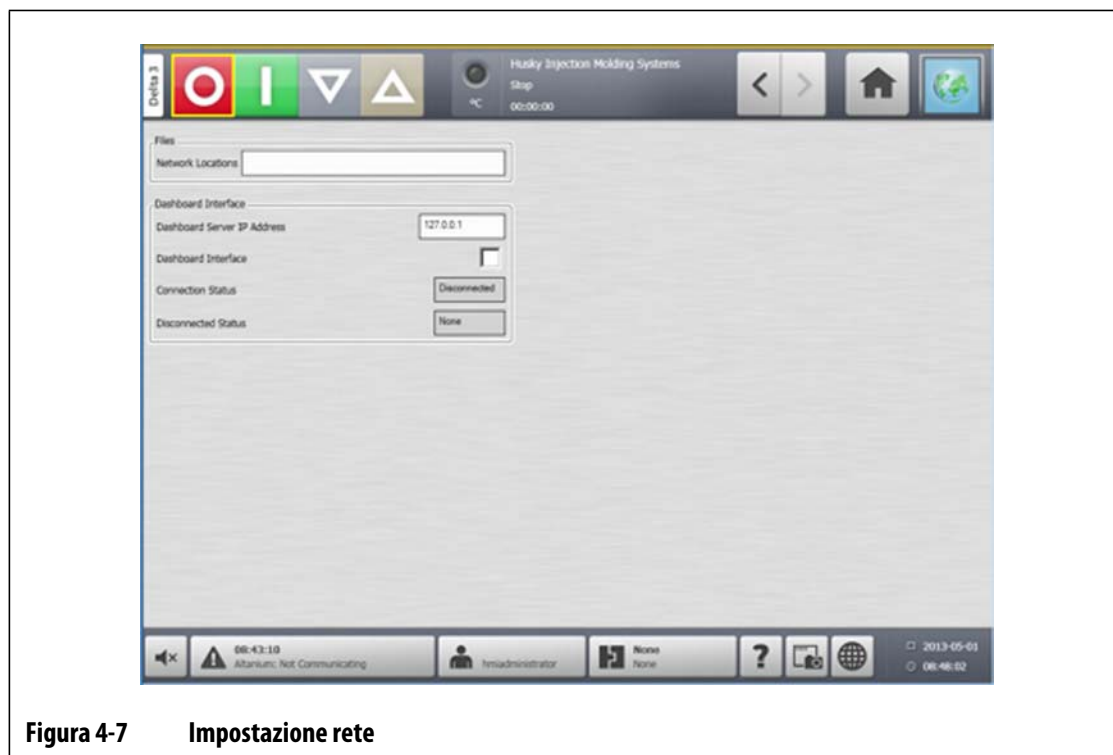 Delta 3
°C
Husky Injection Molding Systems
Stop
00:00:00
Files
Network Locations
Dashboard Interface
Dashboard Server IP Address
127.0.0.1
Dashboard Interface
Connection Status
Disconnected
Disconnected Status
None
08:43:10
Altanium: Not Communicating
hmiadministrator
None
None
?
2013-05-01
08:48:02
Figura 4-7 Impostazione rete